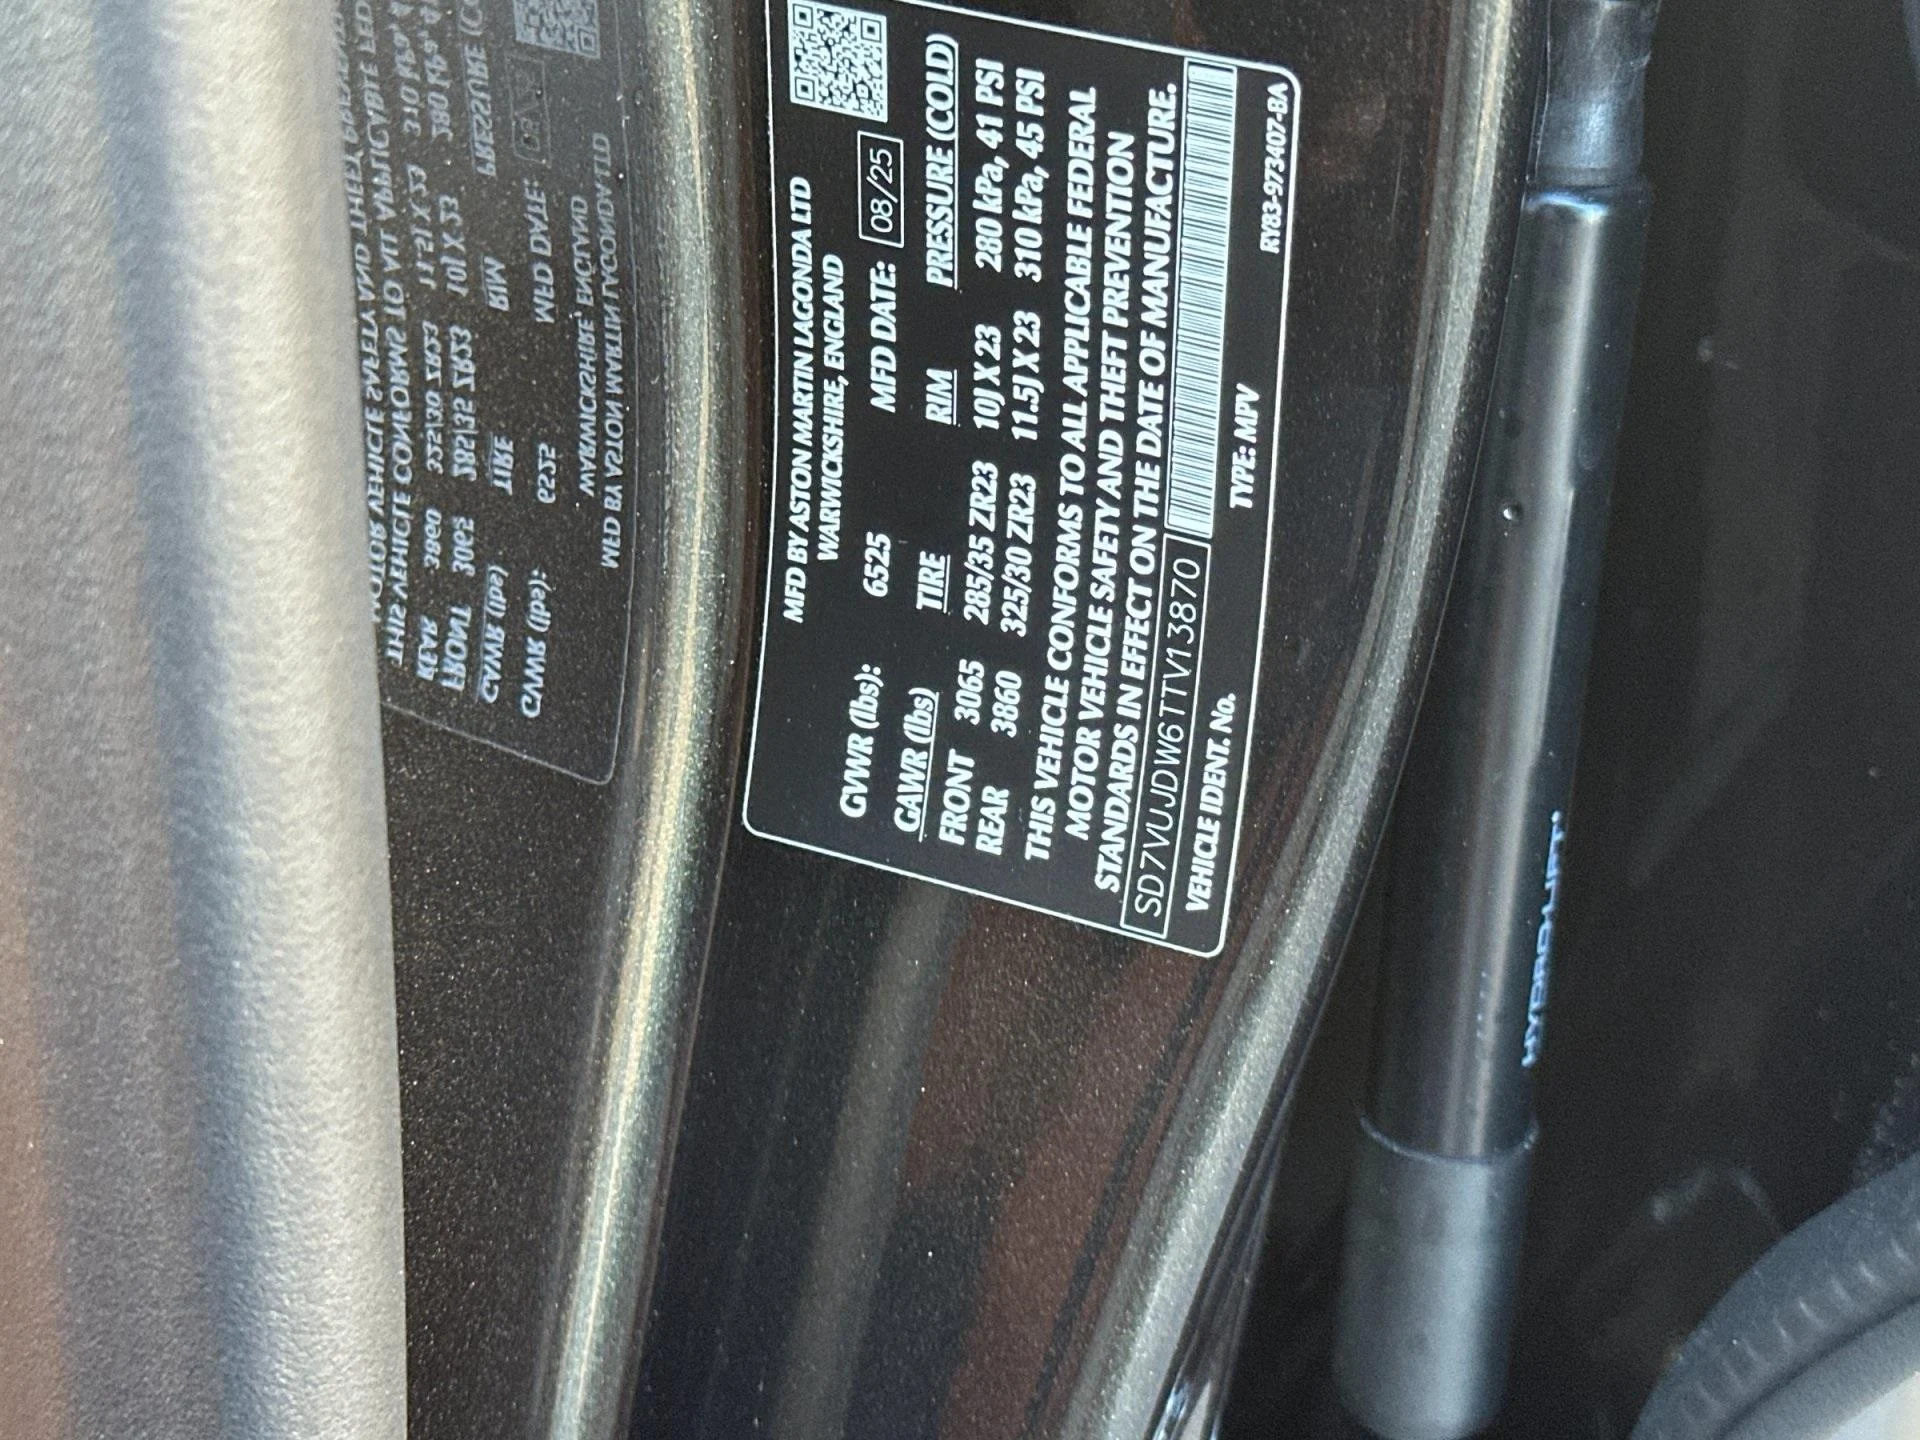 MFD BY ASTON MARTIN LAGONDA LTD
WARWICKSHIRE, ENGLAND
GVWR (lbs): 6525 MFD DATE: 08/25
GAWR (lbs) TIRE RIM PRESSURE (COLD)
FRONT 3065 285/35 ZR23 10J X 23 280 kPa, 41 PSI
REAR 3860 325/30 ZR23 11.5J X 23 310 kPa, 45 PSI
THIS VEHICLE CONFORMS TO ALL APPLICABLE FEDERAL
MOTOR VEHICLE SAFETY AND THEFT PREVENTION
STANDARDS IN EFFECT ON THE DATE OF MANUFACTURE.
SD7VUJDW6TTV13870
VEHICLE IDENT. No. TYPE: MPV
RY83-973407-BA
HYPRO-LIFT